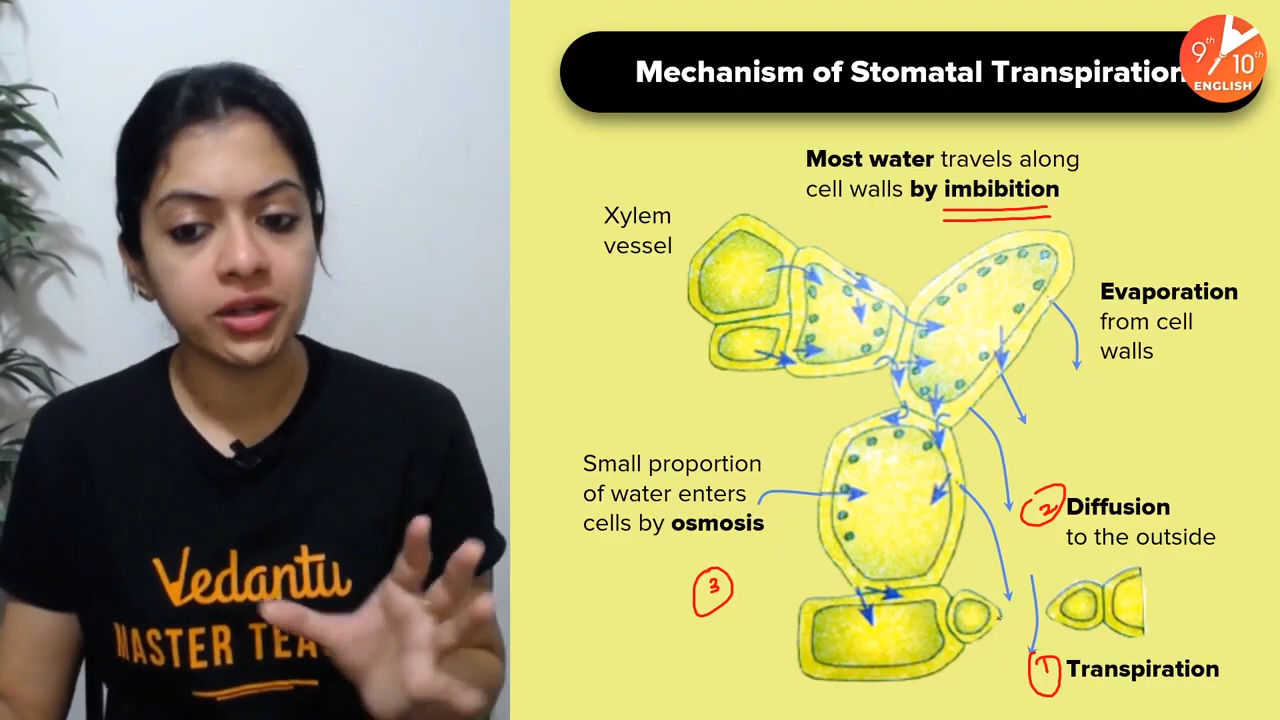 Mechanism of Stomatal Transpiration
9th
10th
ENGLISH
Most water travels along
cell walls by imbibition
Xylem
vessel
Evaporation
from cell
walls
Small proportion
of water enters
cells by osmosis
2
Diffusion
to the outside
3
1
Transpiration
Vedantu
MASTER TEA